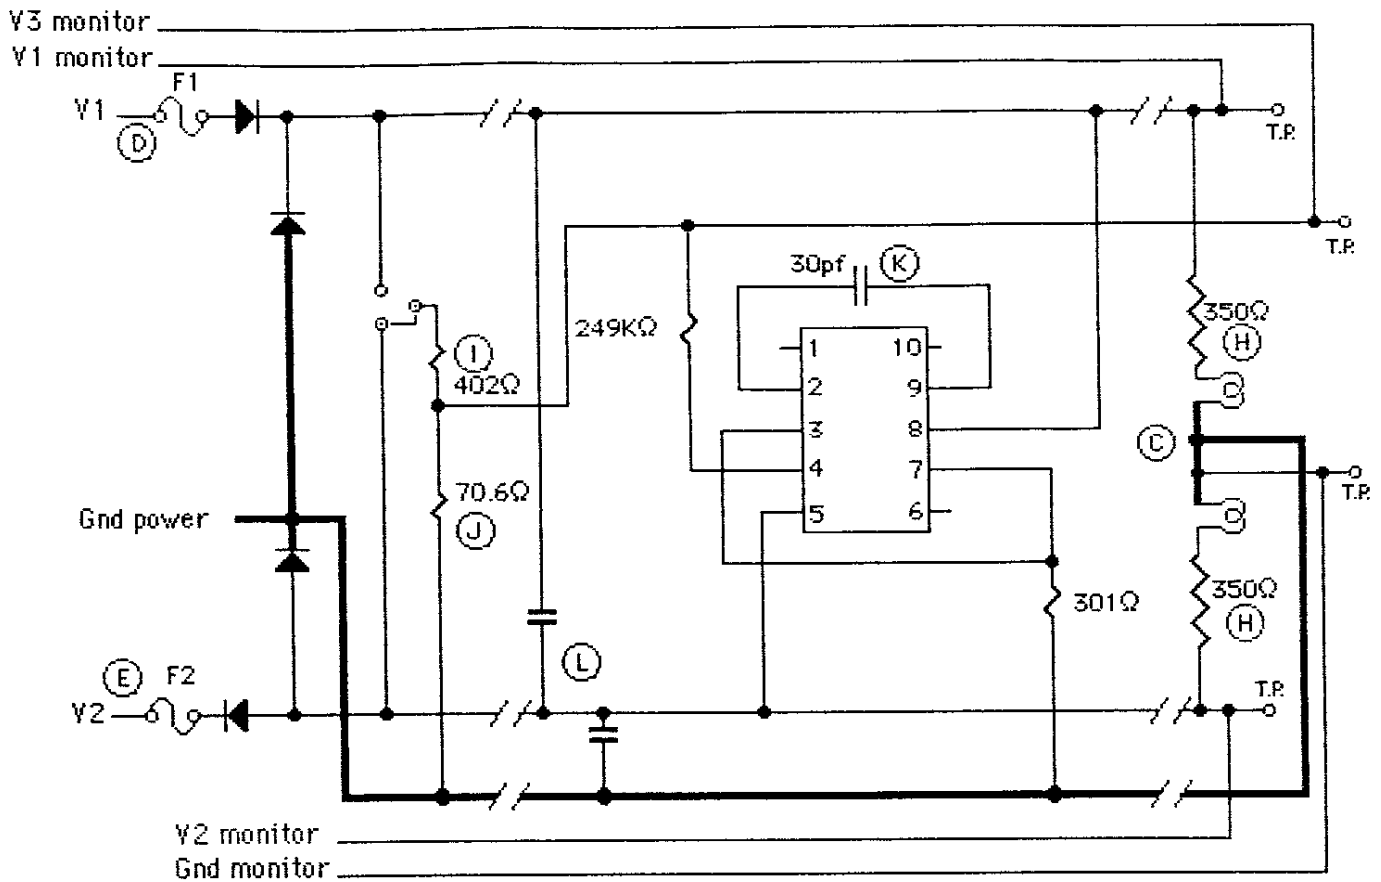 V3 monitor
V1 monitor
F1
V1
D
T.P.
T.P.
30pf K
249KΩ
350Ω
H
I
402Ω
1 10
2 9
3 8
4 7
5 6
C
T.P.
70.6Ω
J
Gnd power
301Ω
350Ω
H
L
E F2
V2
T.P.
V2 monitor
Gnd monitor